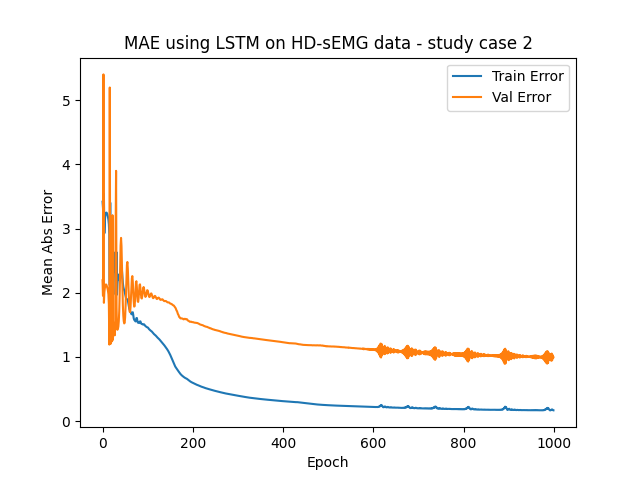 MAE using LSTM on HD-sEMG data - study case 2
Train Error
Val Error
Mean Abs Error
5
4
3
2
1
0
0 200 400 600 800 1000
Epoch